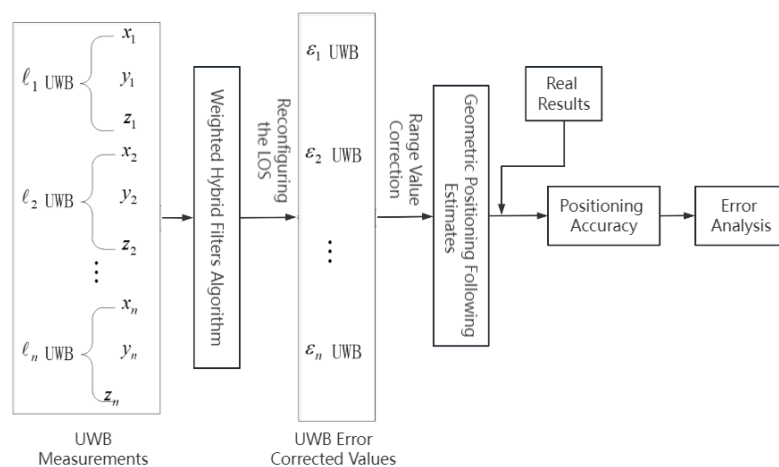 ℓ₁ UWB
x₁
y₁
z₁
ℓ₂ UWB
x₂
y₂
z₂
⋮
ℓₙ UWB
xₙ
yₙ
zₙ
UWB
Measurements
Weighted Hybrid Filters Algorithm
Reconfiguring
the LOS
ε₁ UWB
ε₂ UWB
⋮
εₙ UWB
UWB Error
Corrected Values
Range Value
Correction
Geometric Positioning Following
Estimates
Real
Results
Positioning
Accuracy
Error
Analysis